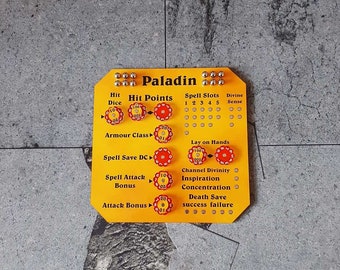 Paladin
Hit Dice
Hit Points
Spell Slots
1 2 3 4 5
Divine Sense
Armour Class
Spell Save DC
Lay on Hands
Spell Attack Bonus
Channel Divinity
Inspiration
Concentration
Attack Bonus
Death Save
success failure